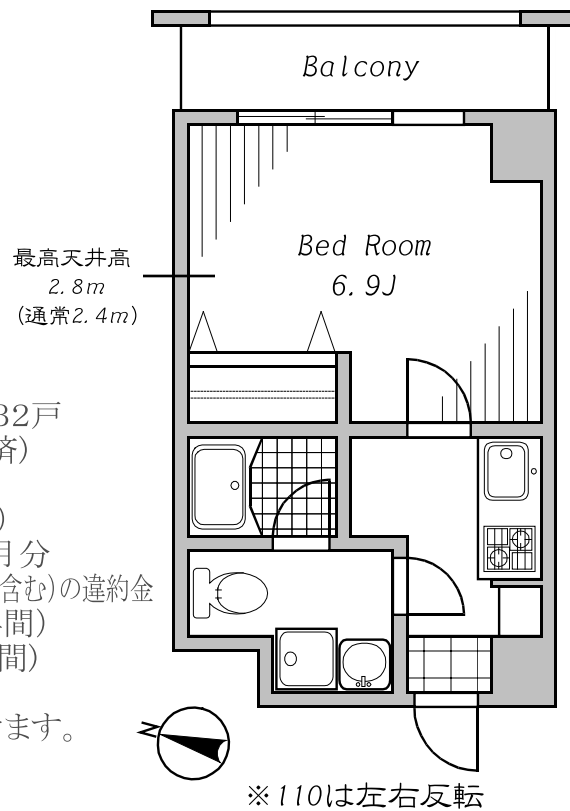 Balcony
Bed Room
6.9J
最高天井高
2.8m
(通常2.4m)
32戸
済)
)
月分
含む)の違約金
間)
間)
けます。
N
※110は左右反転